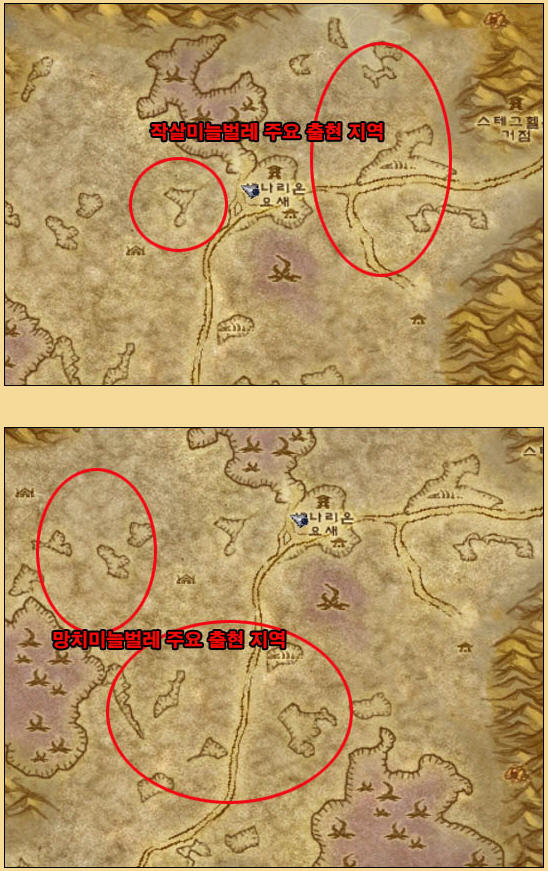 작살미늘벌레 주요 출현 지역
스테그헬
거점
나리온
요새
나리온
요새
망치미늘벌레 주요 출현 지역